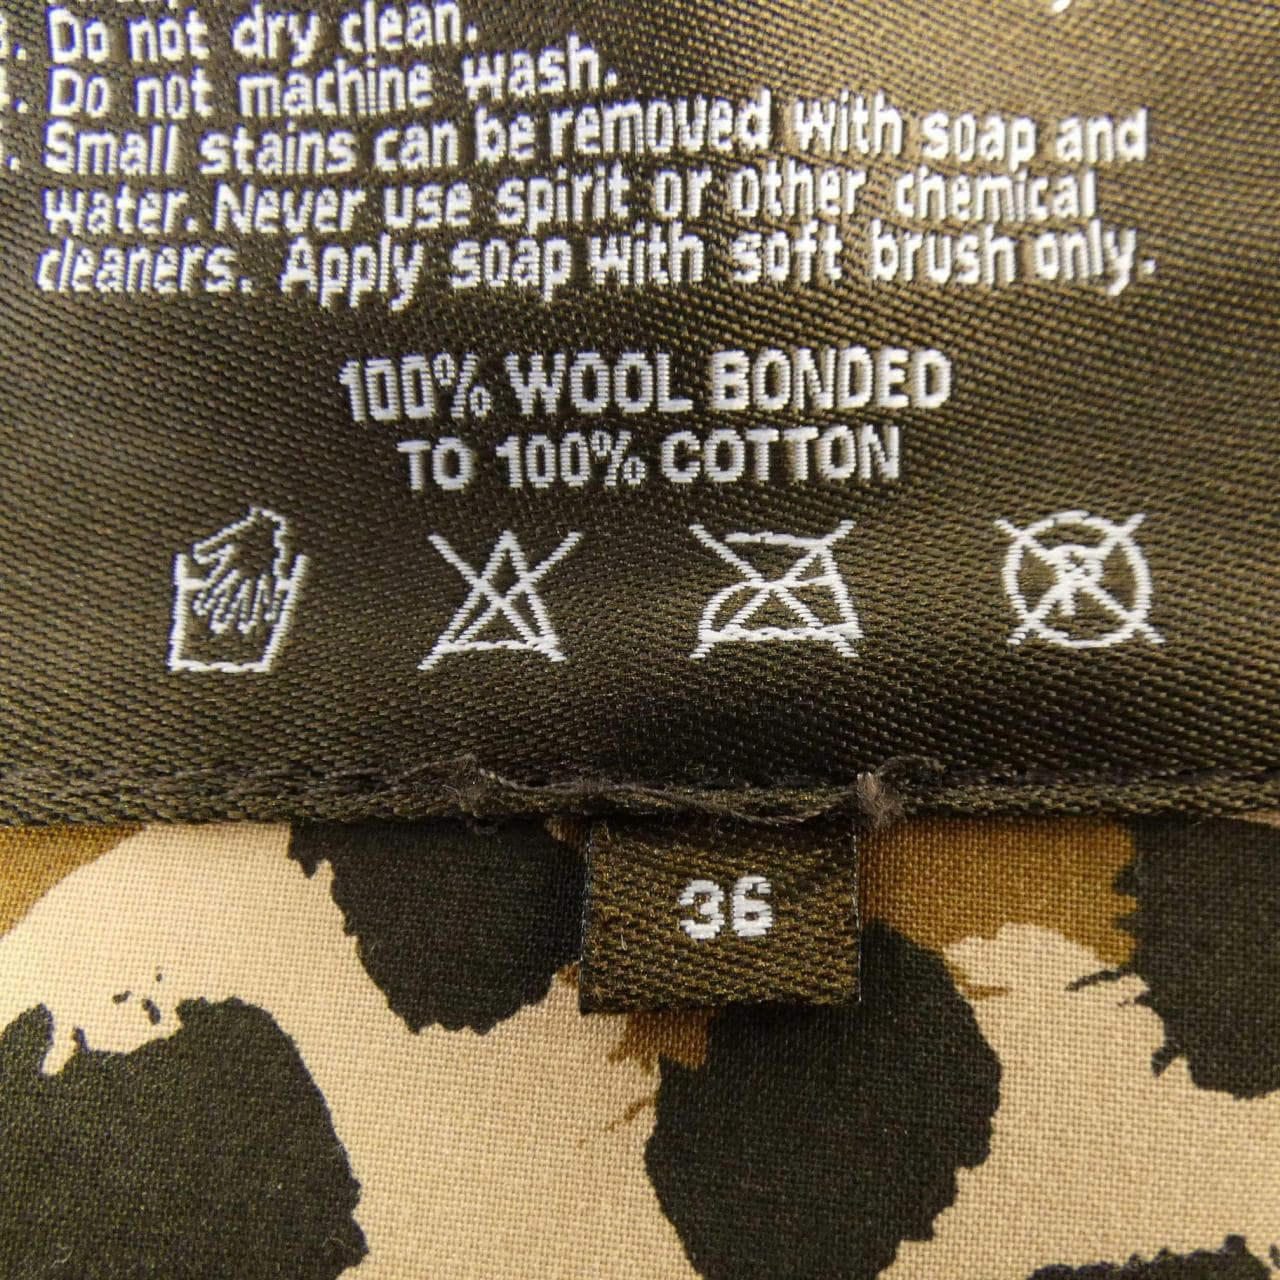 . Do not dry clean.
. Do not machine wash.
. Small stains can be removed with soap and
water. Never use spirit or other chemical
cleaners. Apply soap with soft brush only.
100% WOOL BONDED
TO 100% COTTON
36